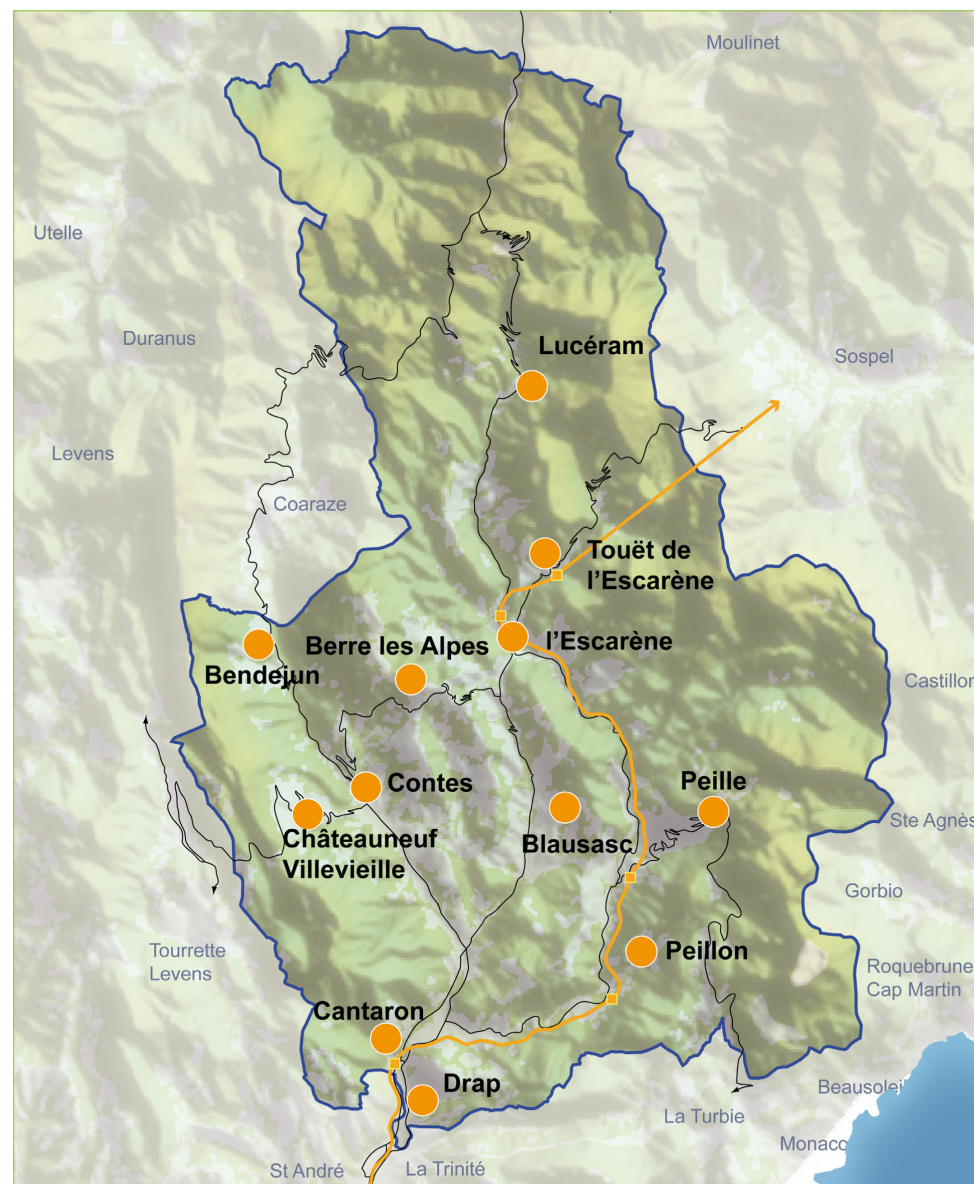 Moulinet
Utelle
Duranus
Lucéram
Sospel
Levens
Coaraze
Touët de
l’Escarène
l’Escarène
Berre les Alpes
Bendejun
Castillon
Contes
Peille
Châteauneuf
Villevieille
Blausasc
Ste Agnès
Gorbio
Tourrette
Levens
Peillon
Roquebrune
Cap Martin
Cantaron
Drap
Beausoleil
La Turbie
Monaco
St André
La Trinité